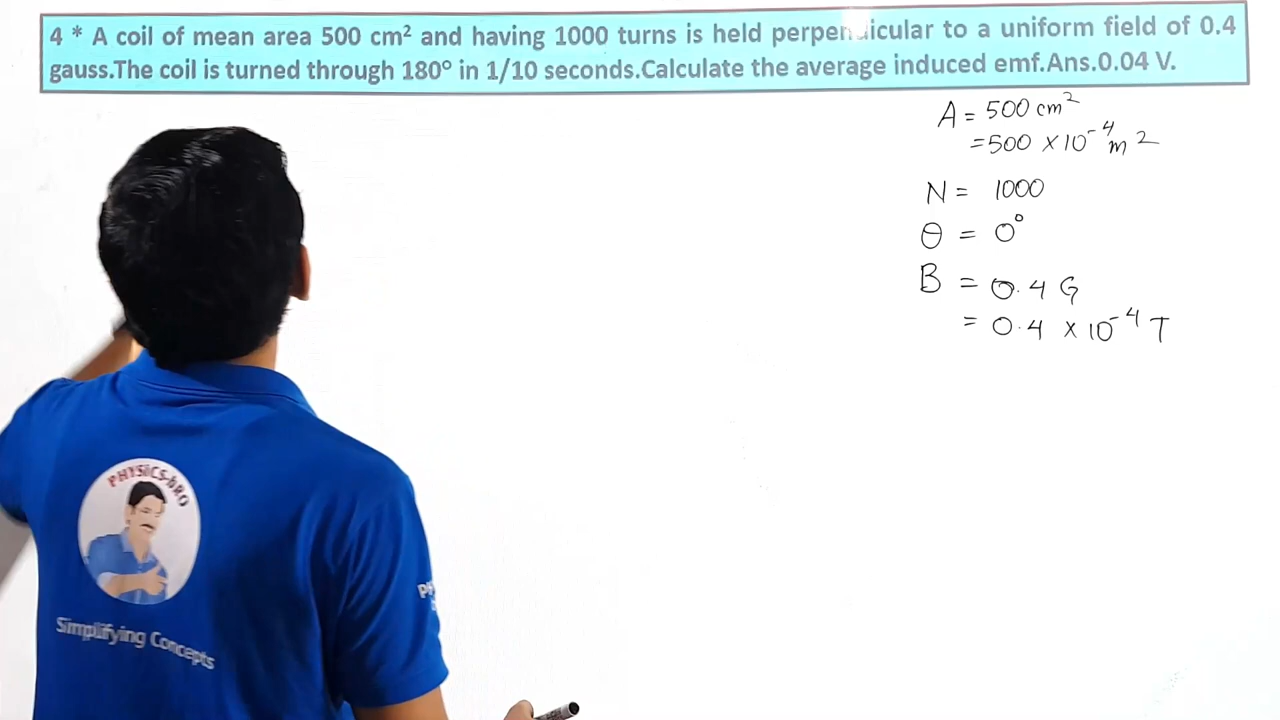 4 * A coil of mean area 500 cm² and having 1000 turns is held perpendicular to a uniform field of 0.4
gauss.The coil is turned through 180° in 1/10 seconds.Calculate the average induced emf.Ans.0.04 V.
A = 500 cm²
= 500 × 10⁻⁴ m²
N = 1000
θ = 0°
B = 0.4 G
= 0.4 × 10⁻⁴ T
PHYSICS-bRO
Simplifying Concepts